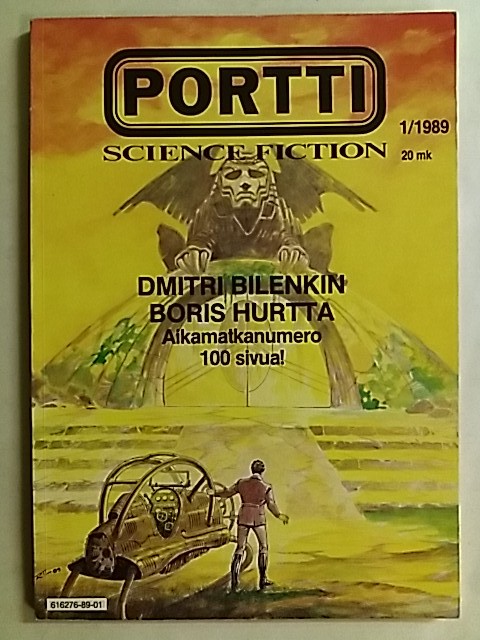 PORTTI
1/1989
SCIENCE FICTION
20 mk
DMITRI BILENKIN
BORIS HURTTA
Aikamatkanumero
100 sivua!
616276-89-01